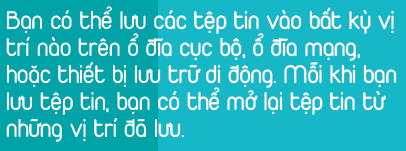 Bạn có thể lưu các tệp tin vào bất kỳ vị
trí nào trên ổ đĩa cục bộ, ổ đĩa mạng,
hoặc thiết bị lưu trữ di động. Mỗi khi bạn
lưu tệp tin, bạn có thể mở lại tệp tin từ
những vị trí đã lưu.